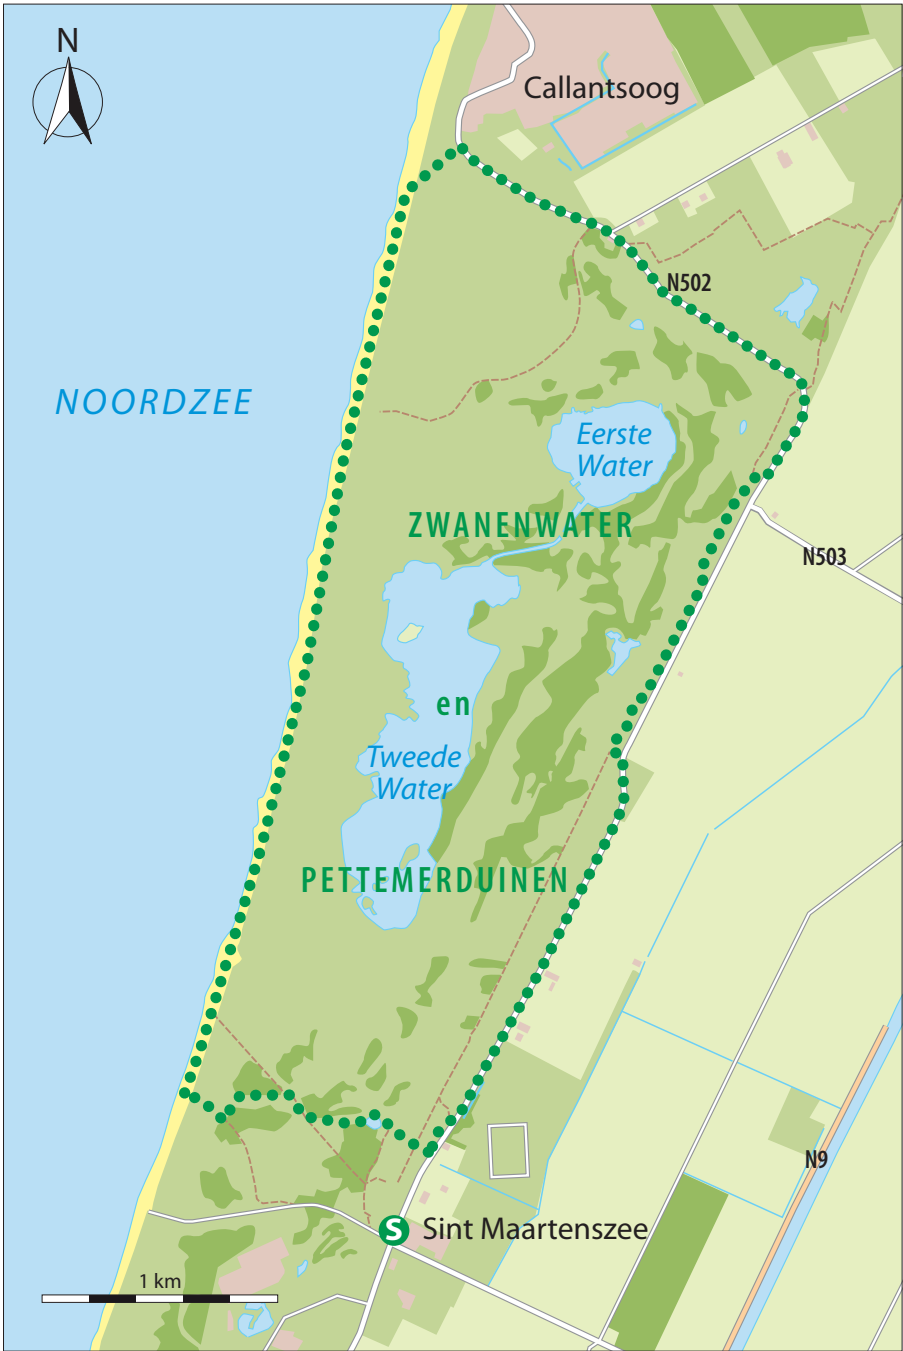 N
Callantsoog
N502
NOORDZEE
Eerste
Water
ZWANENWATER
N503
en
Tweede
Water
PETTEMERDUINEN
N9
S
Sint Maartenszee
1 km